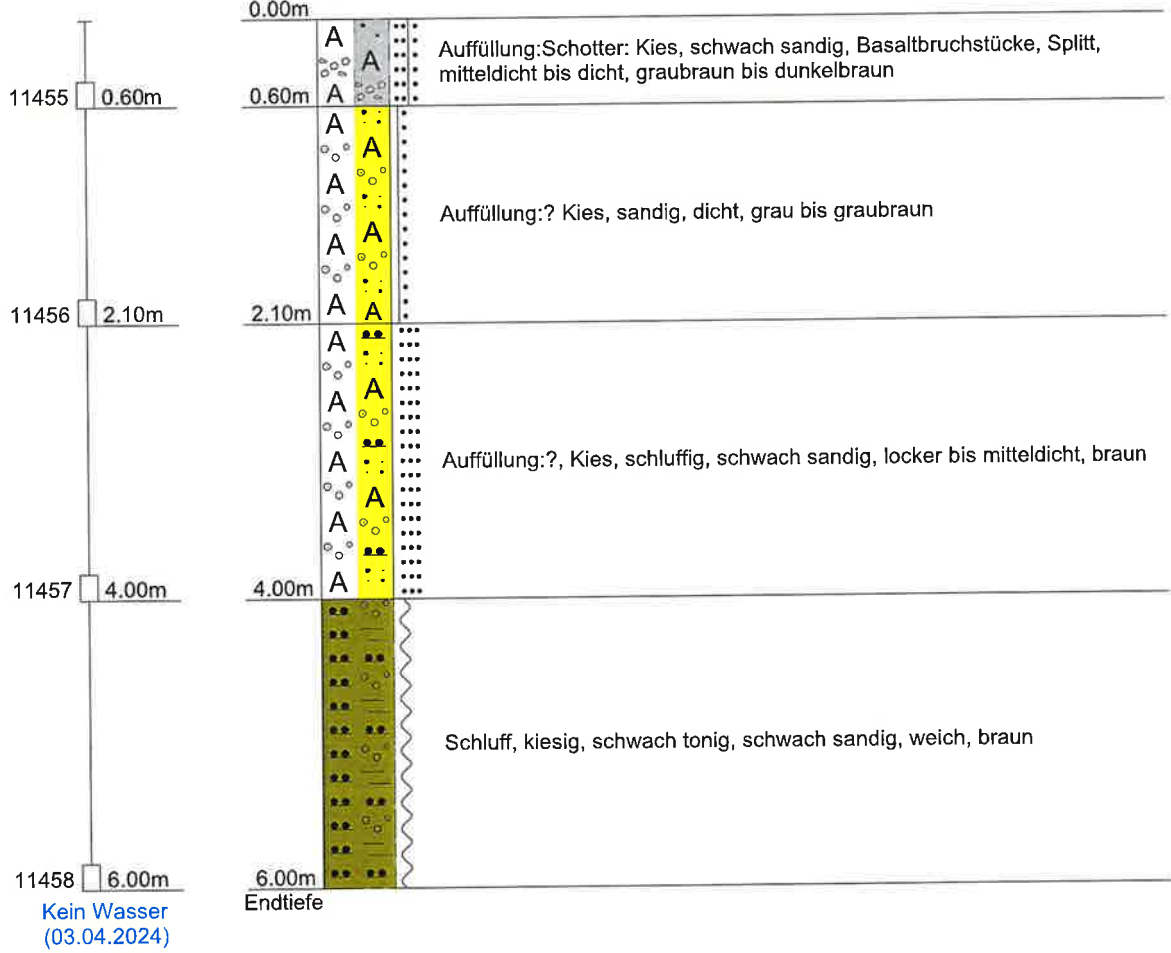 0.00m
Auffüllung:Schotter: Kies, schwach sandig, Basaltbruchstücke, Splitt,
mitteldicht bis dicht, graubraun bis dunkelbraun
11455 0.60m 0.60m
A
A
A
A
Auffüllung:? Kies, sandig, dicht, grau bis graubraun
A
A
A
A
A
A
A
11456 2.10m 2.10m
Auffüllung:?, Kies, schluffig, schwach sandig, locker bis mitteldicht, braun
A
A
A
A
A
A
A
11457 4.00m 4.00m
Schluff, kiesig, schwach tonig, schwach sandig, weich, braun
11458 6.00m 6.00m
Endtiefe
Kein Wasser
(03.04.2024)